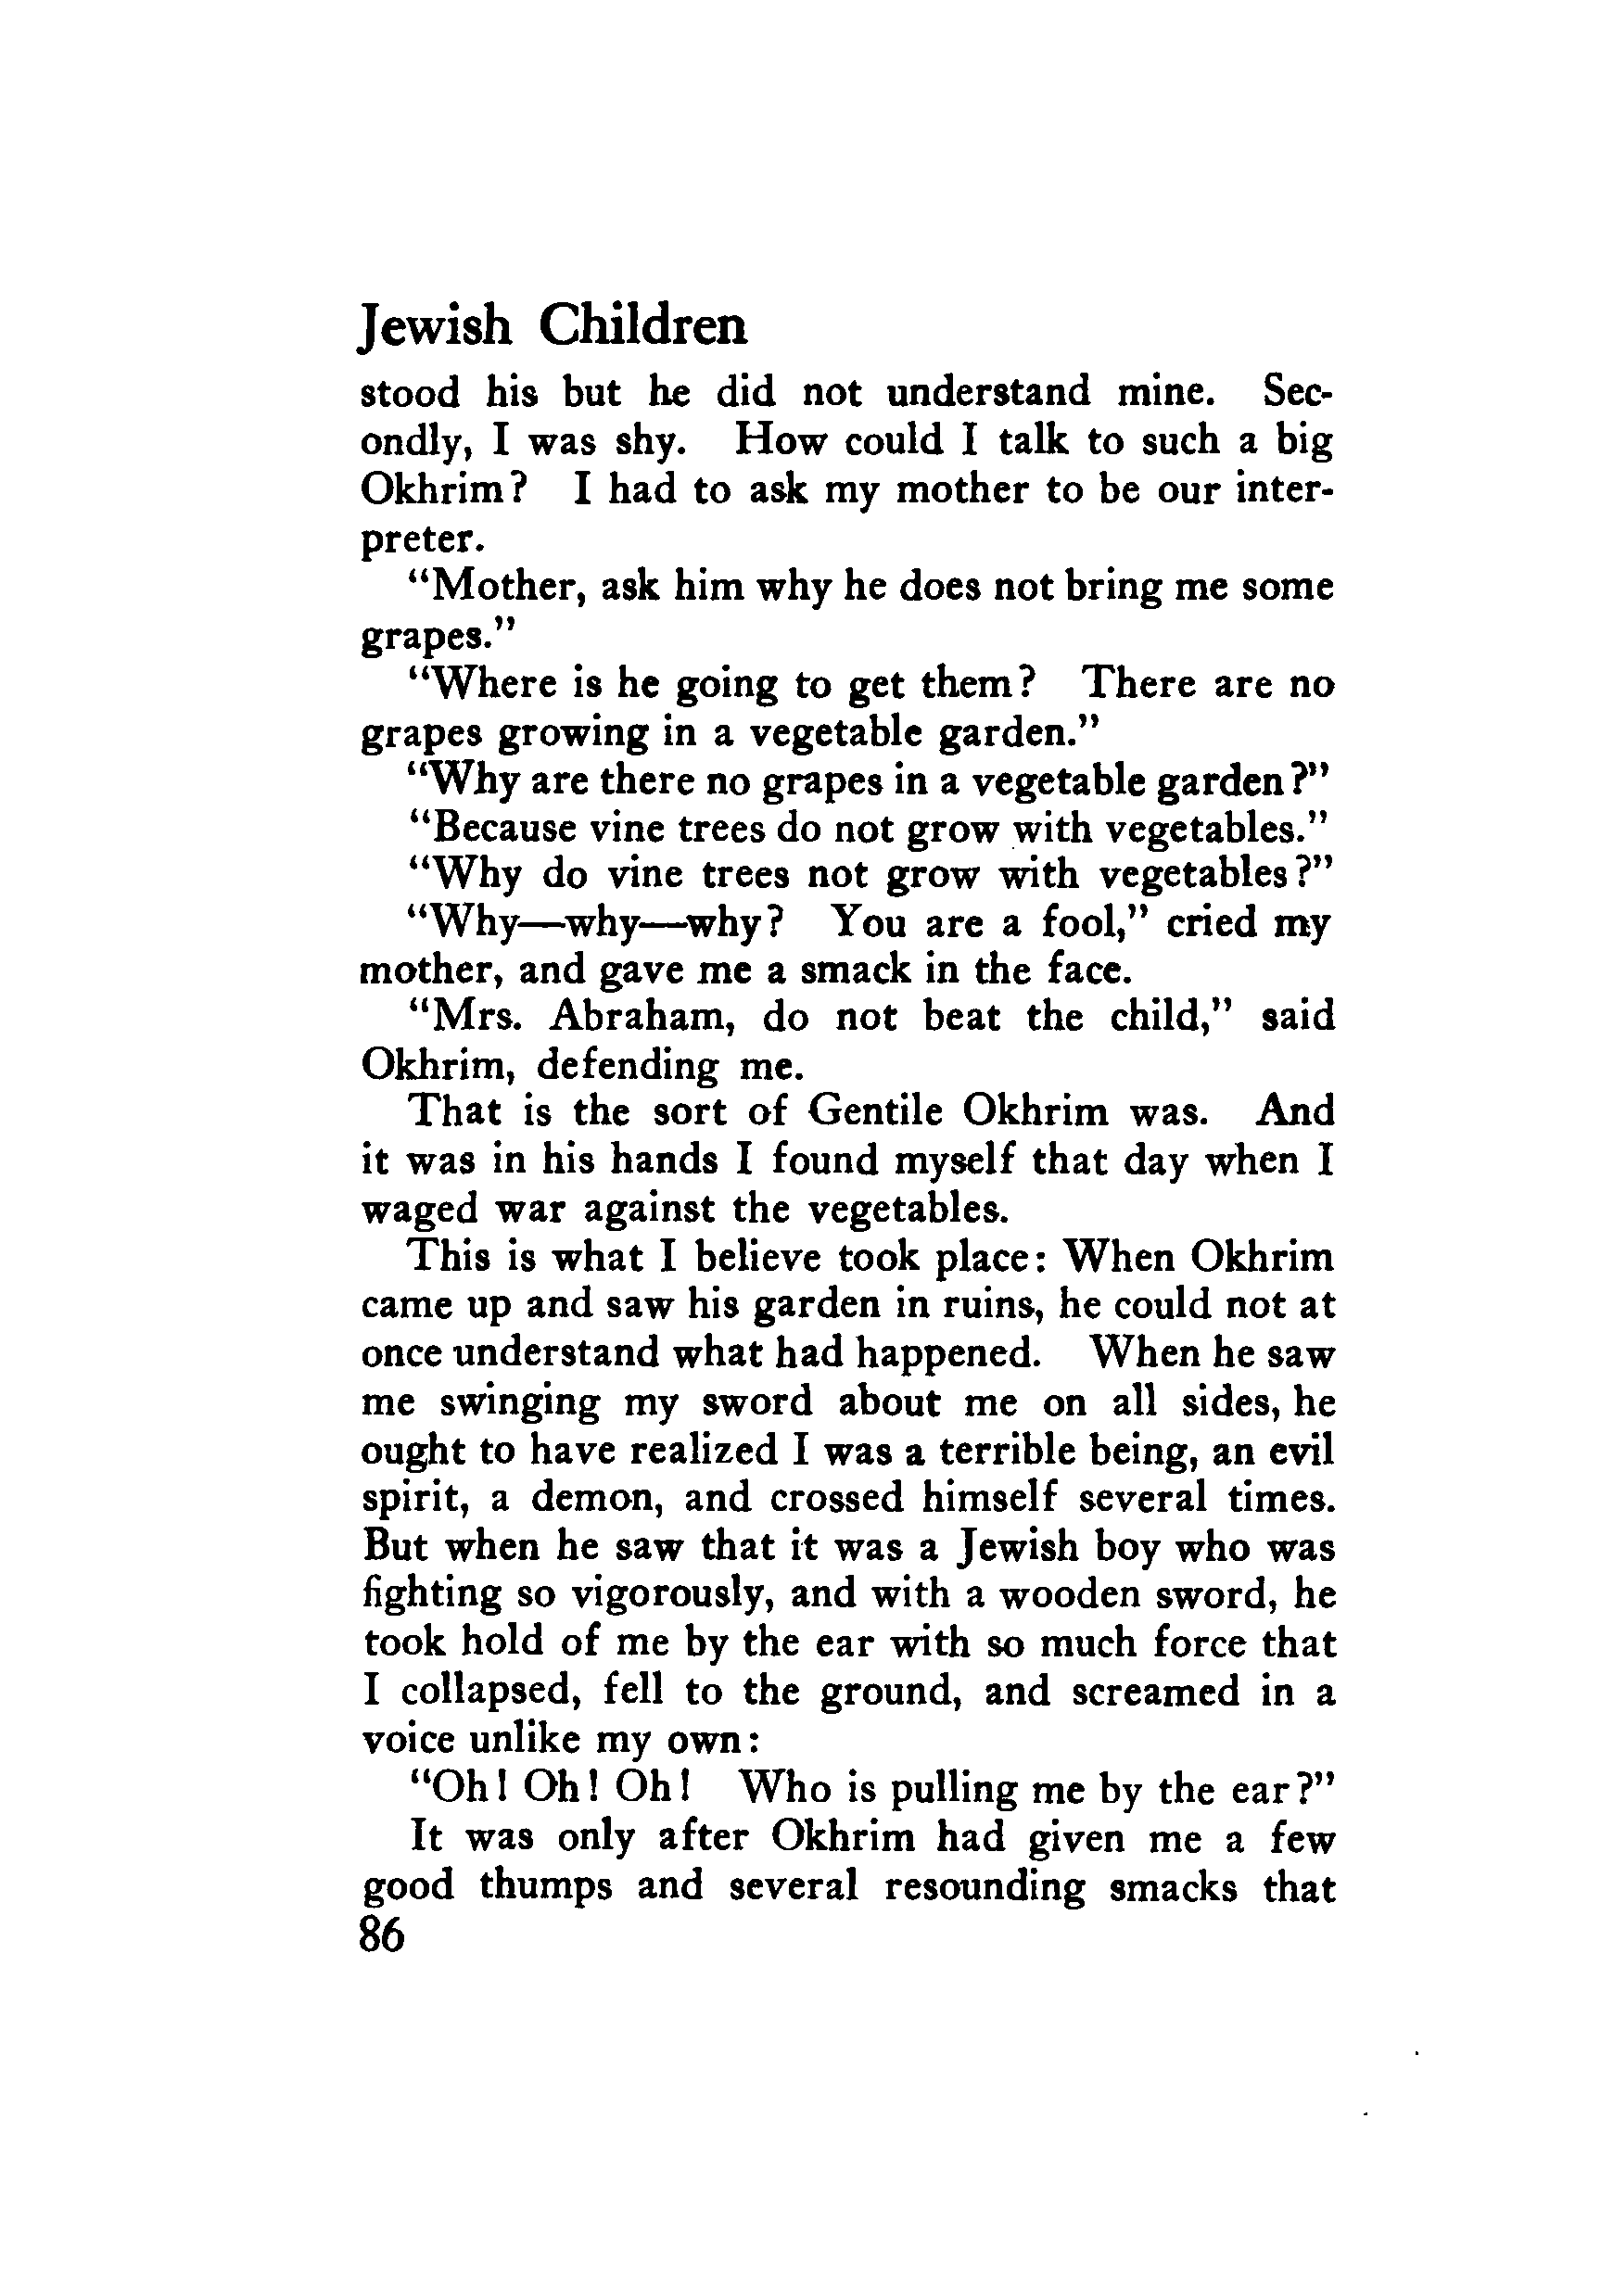 Jewish Children
stood his but he did not understand mine. Sec-
ondly, I was shy. How could I talk to such a big
Okhrim? I had to ask my mother to be our inter-
preter.
“Mother, ask him why he does not bring me some
grapes.”
“Where is he going to get them? There are no
grapes growing in a vegetable garden.”
“Why are there no grapes in a vegetable garden?”
“Because vine trees do not grow with vegetables.”
“Why do vine trees not grow with vegetables?”
“Why—why—why? You are a fool,” cried my
mother, and gave me a smack in the face.
“Mrs. Abraham, do not beat the child,” said
Okhrim, defending me.
That is the sort of Gentile Okhrim was. And
it was in his hands I found myself that day when I
waged war against the vegetables.
This is what I believe took place: When Okhrim
came up and saw his garden in ruins, he could not at
once understand what had happened. When he saw
me swinging my sword about me on all sides, he
ought to have realized I was a terrible being, an evil
spirit, a demon, and crossed himself several times.
But when he saw that it was a Jewish boy who was
fighting so vigorously, and with a wooden sword, he
took hold of me by the ear with so much force that
I collapsed, fell to the ground, and screamed in a
voice unlike my own:
“Oh! Oh! Oh! Who is pulling me by the ear?”
It was only after Okhrim had given me a few
good thumps and several resounding smacks that
86